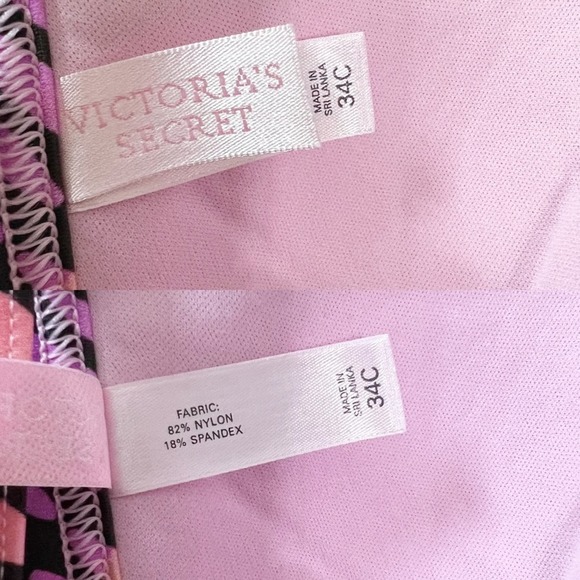 VICTORIA'S
SECRET
MADE IN
SRI LANKA
34C
FABRIC:
82% NYLON
18% SPANDEX
MADE IN
SRI LANKA
34C